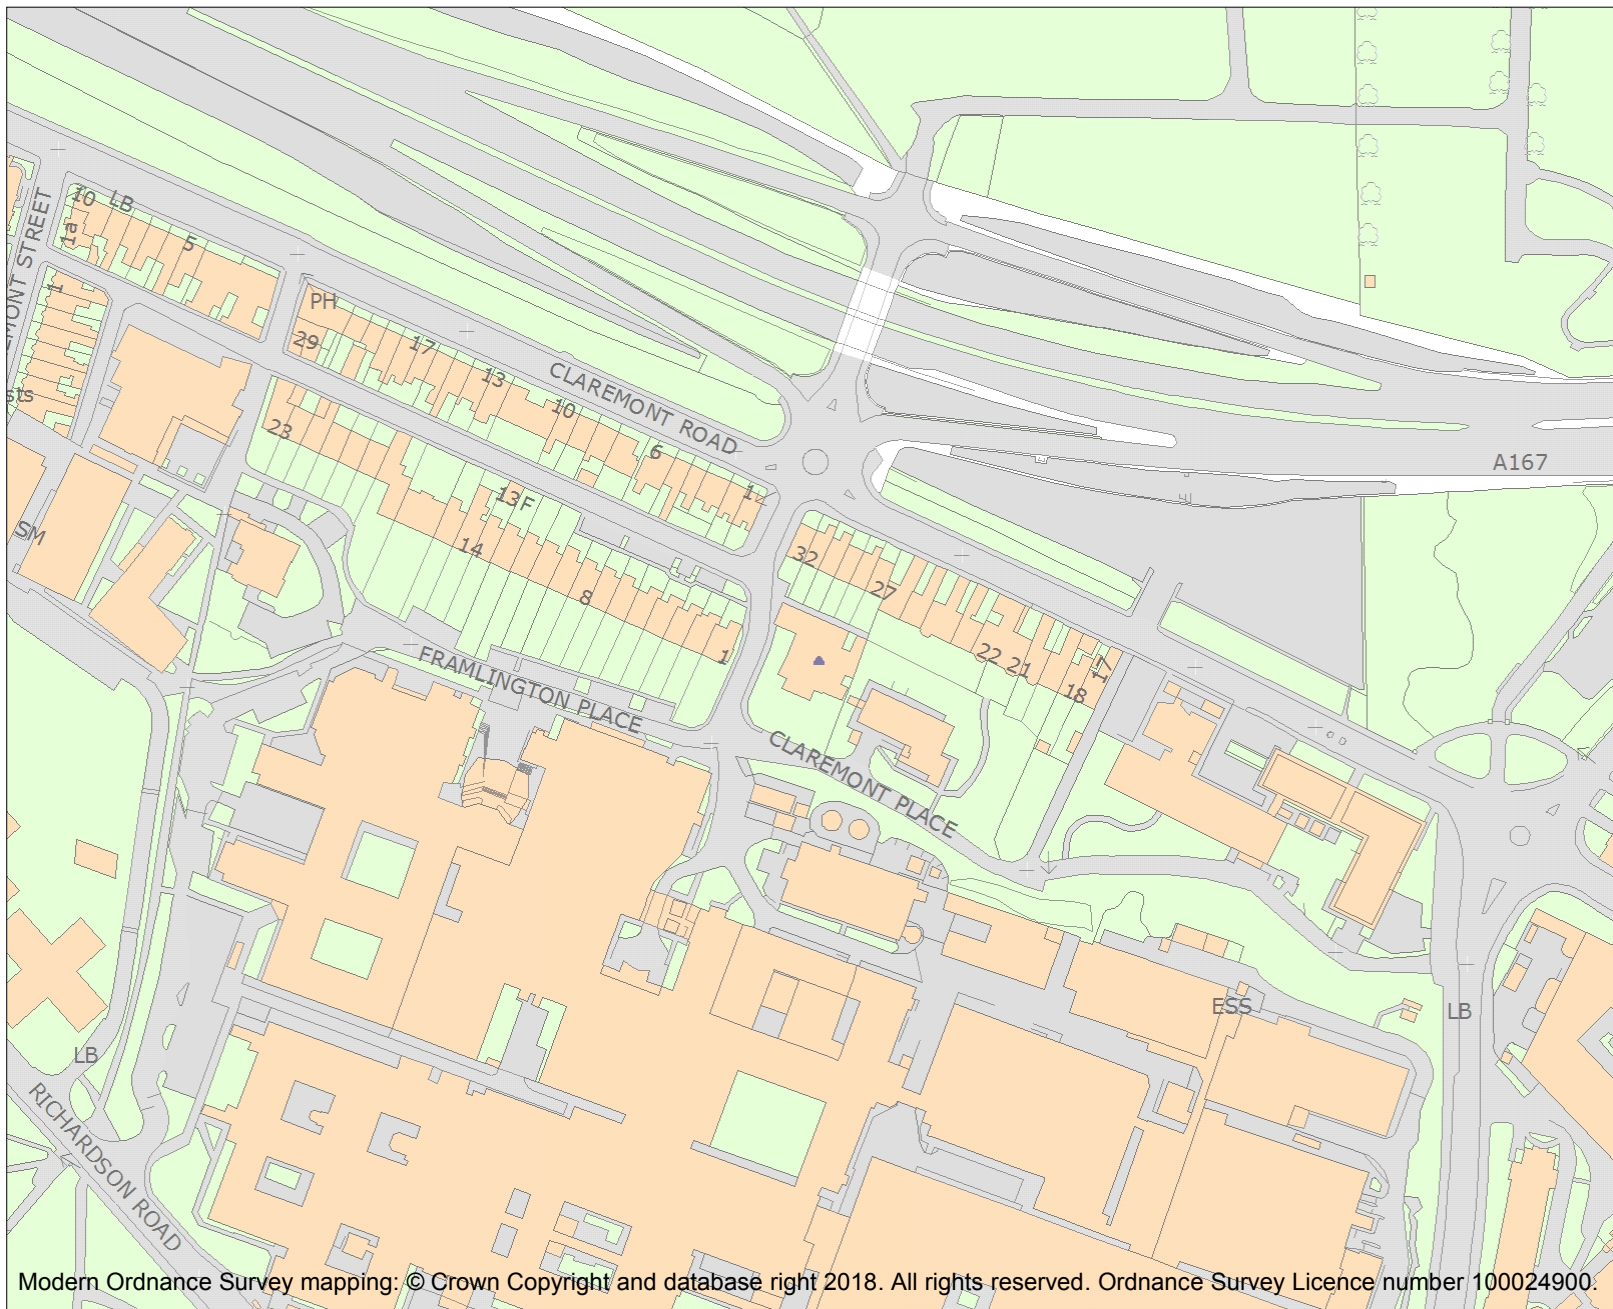 10
LB
1a
5
EMONT STREET
1
PH
29
17
13
10
6
1
CLAREMONT ROAD
A167
23
13F
14
8
1
SM
sts
32
27
22
21
18
17
FRAMLINGTON PLACE
CLAREMONT PLACE
ESS
LB
LB
RICHARDSON ROAD
Modern Ordnance Survey mapping: © Crown Copyright and database right 2018. All rights reserved. Ordnance Survey Licence number 100024900.